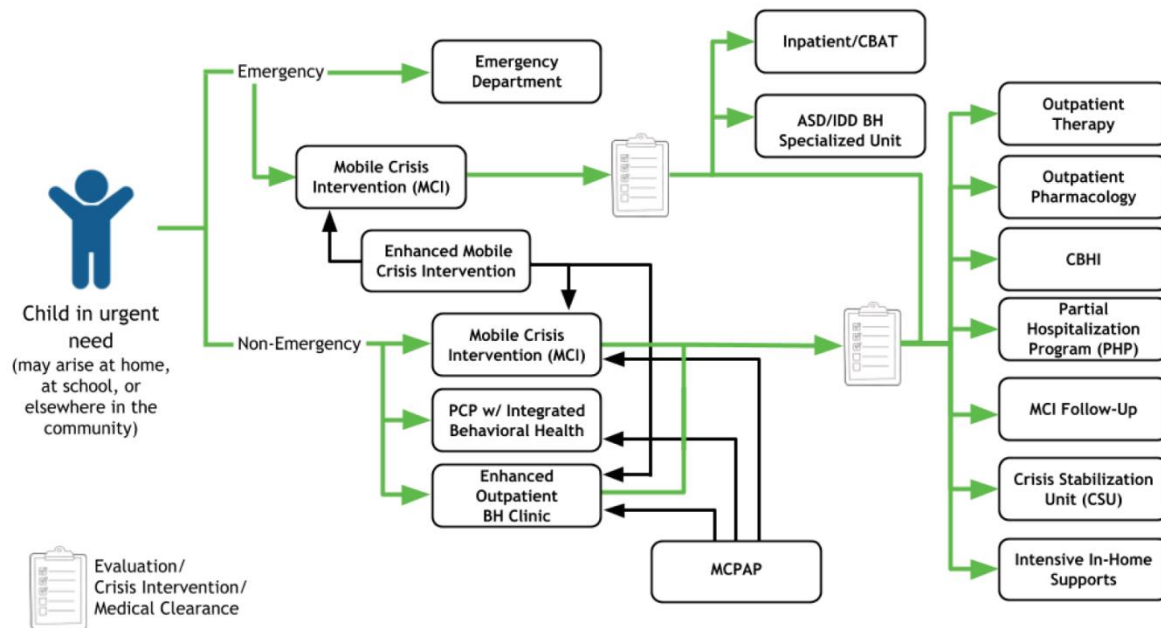 Emergency
Emergency
Department
Inpatient/CBAT
ASD/IDD BH
Specialized Unit
Mobile Crisis
Intervention (MCI)
Enhanced Mobile
Crisis Intervention
Child in urgent
need
(may arise at home,
at school, or
elsewhere in the
community)
Non-Emergency
Mobile Crisis
Intervention (MCI)
PCP w/ Integrated
Behavioral Health
Enhanced
Outpatient
BH Clinic
MCPAP
Outpatient
Therapy
Outpatient
Pharmacology
CBHI
Partial
Hospitalization
Program (PHP)
MCI Follow-Up
Crisis Stabilization
Unit (CSU)
Intensive In-Home
Supports
Evaluation/
Crisis Intervention/
Medical Clearance